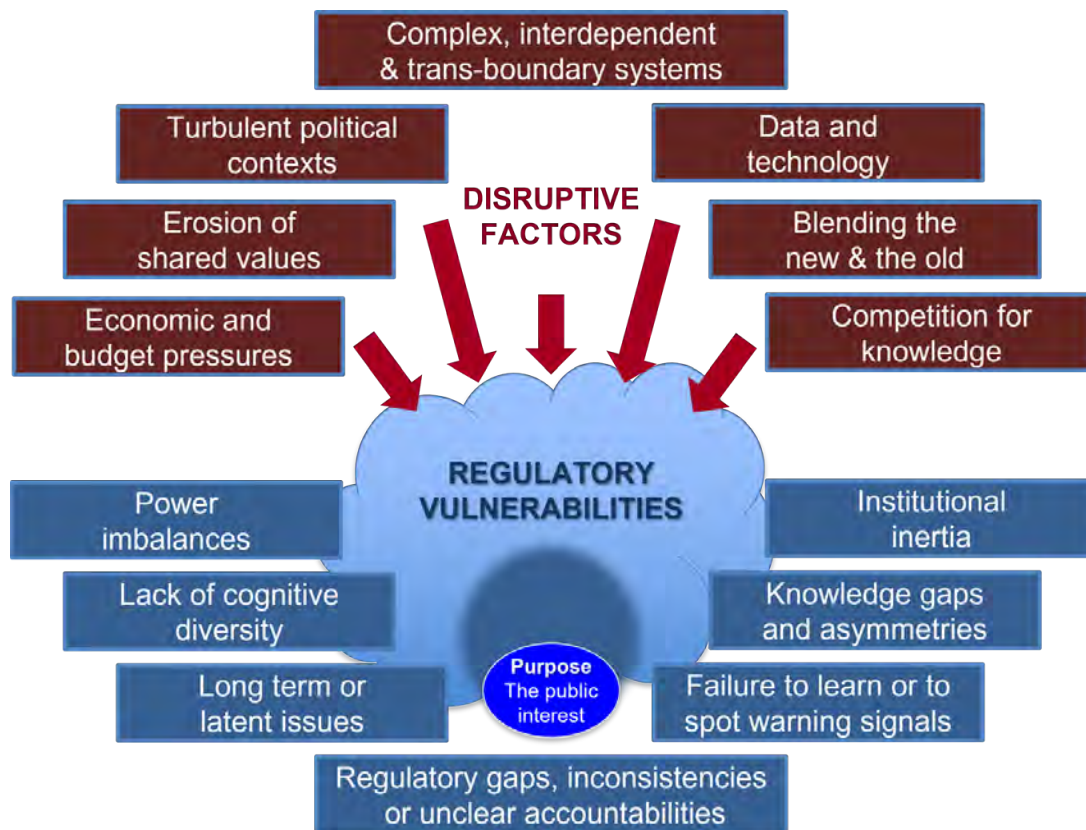 Complex, interdependent
& trans-boundary systems
Turbulent political
contexts
Data and
technology
DISRUPTIVE
FACTORS
Erosion of
shared values
Blending the
new & the old
Economic and
budget pressures
Competition for
knowledge
REGULATORY
VULNERABILITIES
Power
imbalances
Institutional
inertia
Lack of cognitive
diversity
Knowledge gaps
and asymmetries
Purpose
The public
interest
Long term or
latent issues
Failure to learn or to
spot warning signals
Regulatory gaps, inconsistencies
or unclear accountabilities